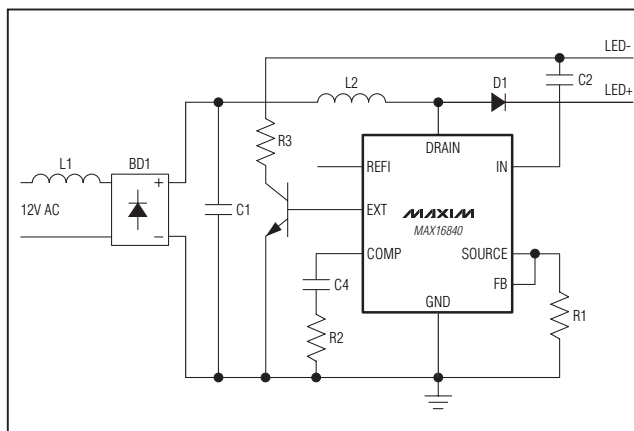 LED-
C2
LED+
D1
L2
R3
DRAIN
REFI
IN
L1
BD1
+
12V AC
C1
EXT
MAXIM
MAX16840
-
COMP
SOURCE
C4
FB
GND
R1
R2